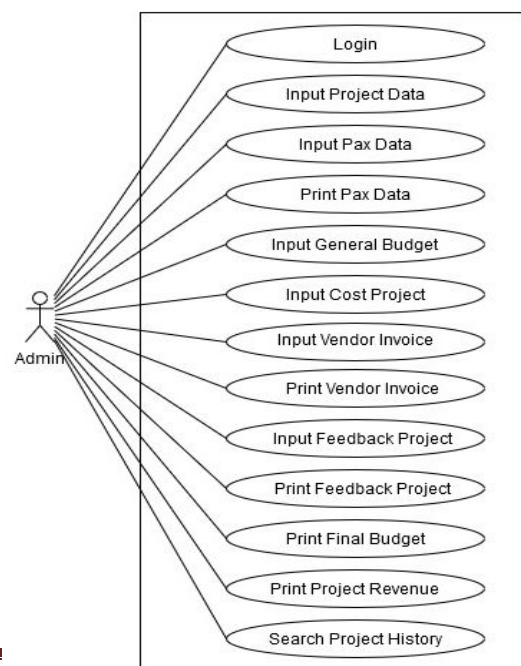 Login
Input Project Data
Input Pax Data
Print Pax Data
Input General Budget
Input Cost Project
Input Vendor Invoice
Admin
Print Vendor Invoice
Input Feedback Project
Print Feedback Project
Print Final Budget
Print Project Revenue
Search Project History